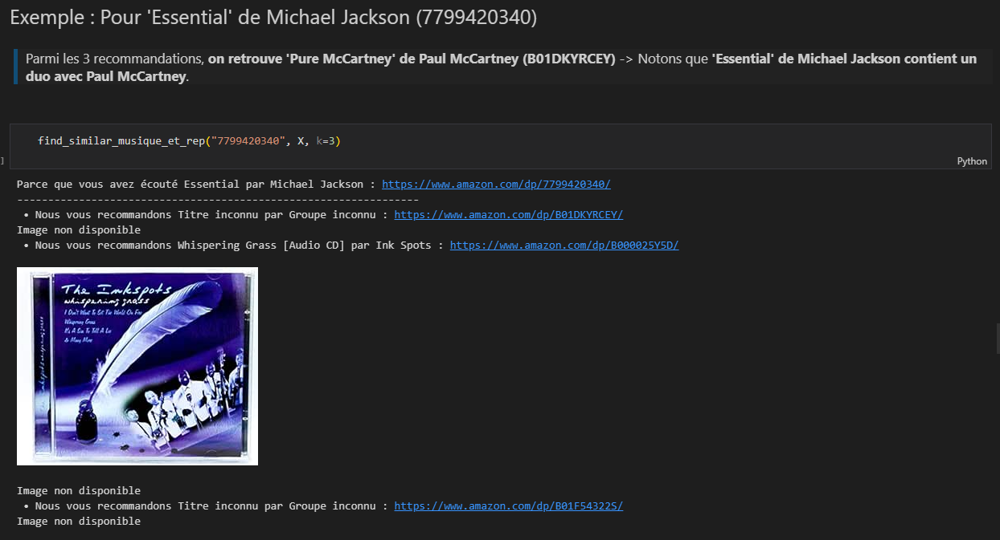 Exemple : Pour 'Essential' de Michael Jackson (7799420340)
Parmi les 3 recommandations, on retrouve 'Pure McCartney' de Paul McCartney (B01DKYRCEY) -> Notons que 'Essential' de Michael Jackson contient un
duo avec Paul McCartney.
find_similar_musique_et_rep("7799420340", X, k=3)
]
Python
Parce que vous avez écouté Essential par Michael Jackson : https://www.amazon.com/dp/7799420340/
-----------------------------------------------------------------
• Nous vous recommandons Titre inconnu par Groupe inconnu : https://www.amazon.com/dp/B01DKYRCEY/
Image non disponible
• Nous vous recommandons Whispering Grass [Audio CD] par Ink Spots : https://www.amazon.com/dp/B000025Y5D/
The Inkspots
whispering grass
I Don't Want To Set The World On Fire
Whispering Grass
It's A Sin To Tell A Lie
& Many More
Image non disponible
• Nous vous recommandons Titre inconnu par Groupe inconnu : https://www.amazon.com/dp/B01F54322S/
Image non disponible